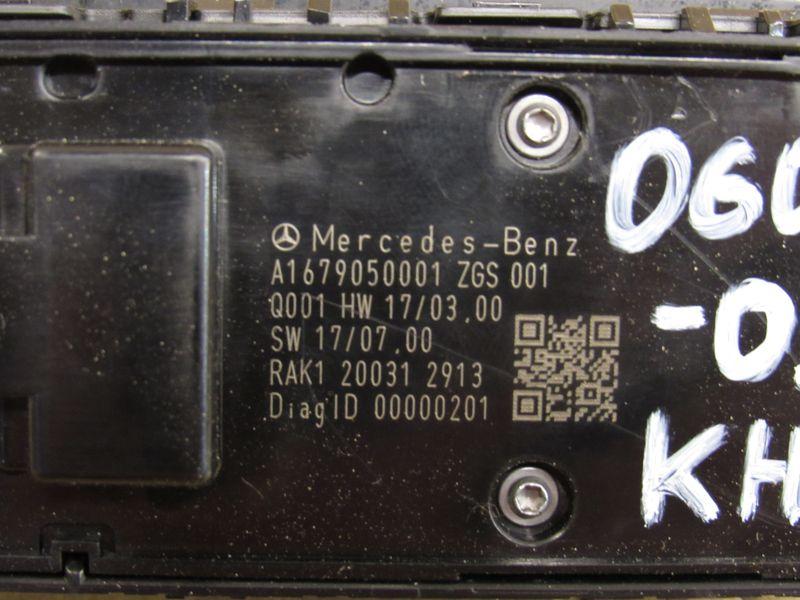 Mercedes-Benz
A1679050001 ZGS 001
Q001 HW 17/03.00
SW 17/07.00
RAK1 20031 2913
DiagID 00000201
KH